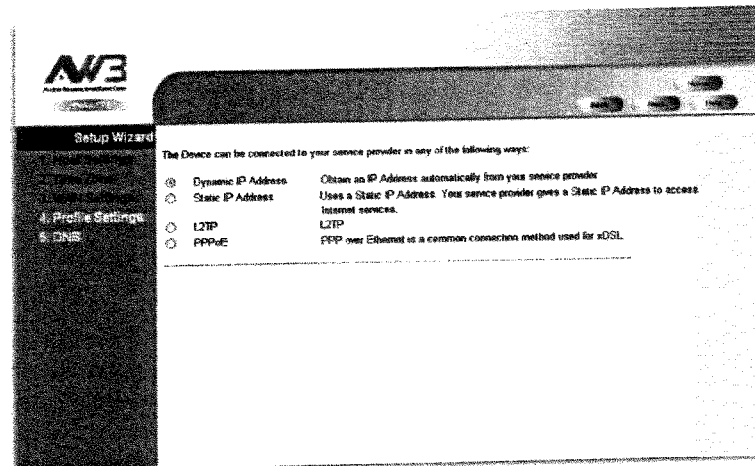 AW3
Setup Wizard
4. Profile Settings
5. DNS
The Device can be connected to your service provider in any of the following ways:
Dynamic IP Address Obtain an IP Address automatically from your service provider
Static IP Address Uses a Static IP Address. Your service provider gives a Static IP Address to access
Internet services.
L2TP L2TP
PPPoE PPP over Ethernet is a common connection method used for xDSL